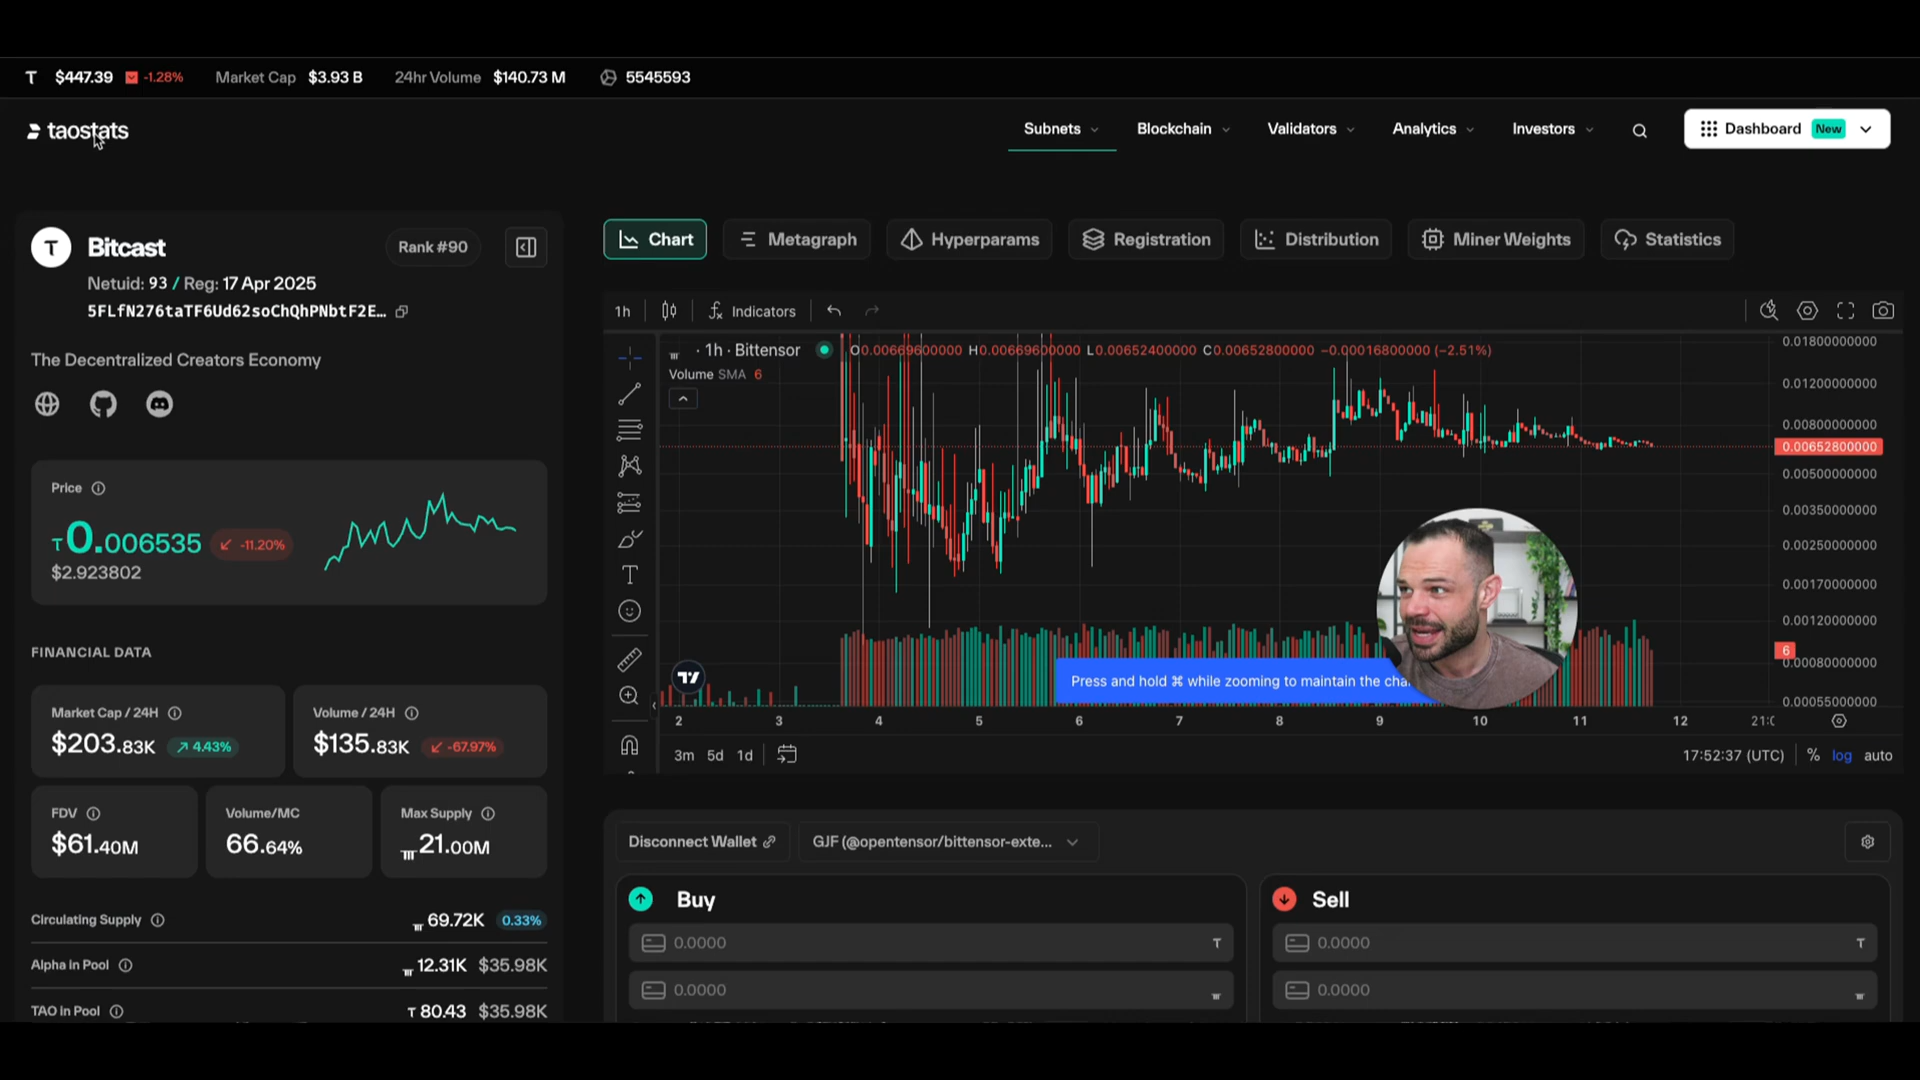 T $447.39 -1.28% Market Cap $3.93 B 24hr Volume $140.73 M 5545593
taostats
Subnets Blockchain Validators Analytics Investors Dashboard New
T Bitcast Rank #90
Netuid: 93 / Reg: 17 Apr 2025
5FLfN276taTF6Ud62soChQhPNbtF2E…
The Decentralized Creators Economy
Price
τ0.006535 -11.20%
$2.923802
FINANCIAL DATA
Market Cap / 24H
$203.83K 4.43%
Volume / 24H
$135.83K -67.97%
FDV
$61.40M
Volume/MC
66.64%
Max Supply
21.00M
Circulating Supply 69.72K 0.33%
Alpha in Pool 12.31K $35.98K
TAO in Pool T 80.43 $35.98K
Chart Metagraph Hyperparams Registration Distribution Miner Weights Statistics
1h Indicators
· 1h · Bittensor O0.00669600000 H0.00669600000 L0.00652400000 C0.00652800000 −0.00016800000 (−2.51%)
Volume SMA 6
0.01800000000
0.01200000000
0.00800000000
0.00652800000
0.00500000000
0.00350000000
0.00250000000
0.00170000000
0.00120000000
6
0.00080000000
0.00055000000
Press and hold ⌘ while zooming to maintain the cha
2 3 4 5 6 7 8 9 10 11 12
3m 5d 1d 17:52:37 (UTC) % log auto
Disconnect Wallet GJF (@opentensor/bittensor-exte...
Buy
0.0000 T
0.0000
Sell
0.0000 T
0.0000